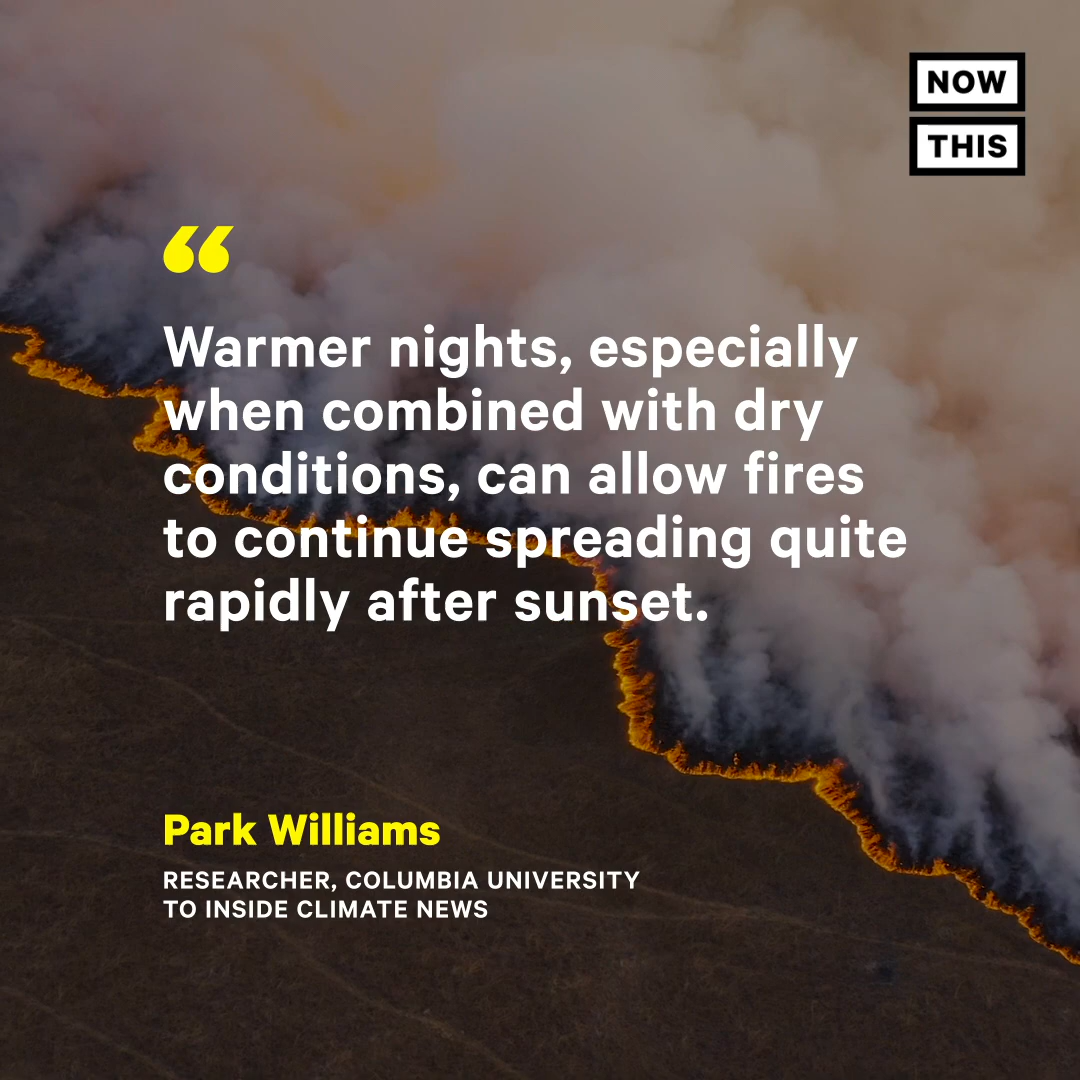 NOW
THIS
“
Warmer nights, especially
when combined with dry
conditions, can allow fires
to continue spreading quite
rapidly after sunset.
Park Williams
RESEARCHER, COLUMBIA UNIVERSITY
TO INSIDE CLIMATE NEWS